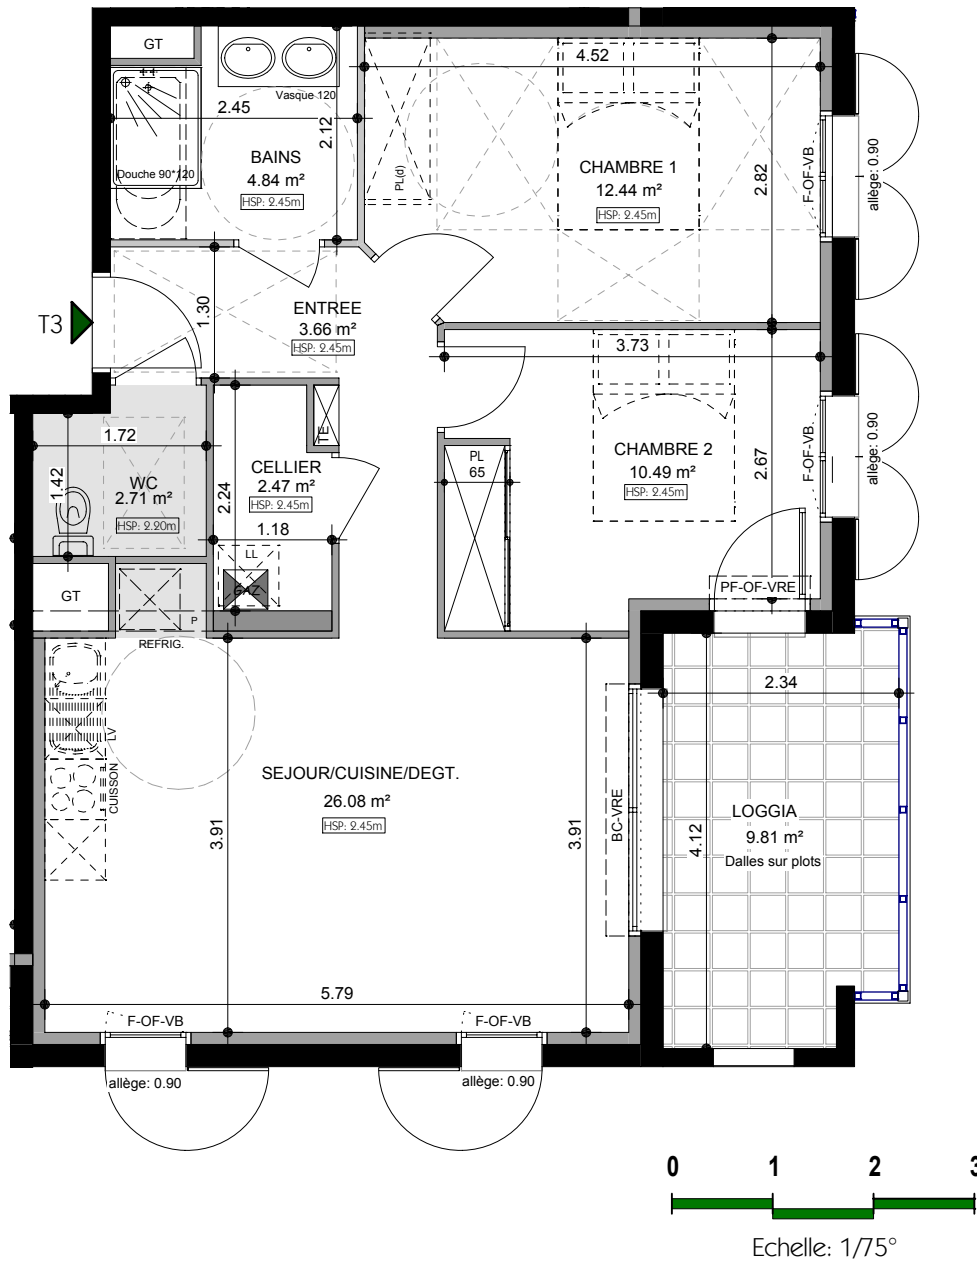 GT
Vasque 120
2.45
2.12
BAINS
4.84 m²
HSP: 2.45m
Douche 90*120
PL(d)
4.52
CHAMBRE 1
12.44 m²
HSP: 2.45m
2.82
F-OF-VB
allège: 0.90
T3
1.30
ENTREE
3.66 m²
HSP: 2.45m
3.73
CHAMBRE 2
10.49 m²
HSP: 2.45m
2.67
F-OF-VB
allège: 0.90
1.72
1.42
WC
2.71 m²
HSP: 2.20m
TE
CELLIER
2.47 m²
HSP: 2.45m
2.24
1.18
LL
GAZ
PL
65
PF-OF-VRE
GT
P
REFRIG.
LV
CUISSON
SEJOUR/CUISINE/DEGT.
26.08 m²
HSP: 2.45m
3.91
3.91
BC-VRE
2.34
4.12
LOGGIA
9.81 m²
Dalles sur plots
5.79
F-OF-VB
F-OF-VB
allège: 0.90
allège: 0.90
0 1 2 3
Echelle: 1/75°